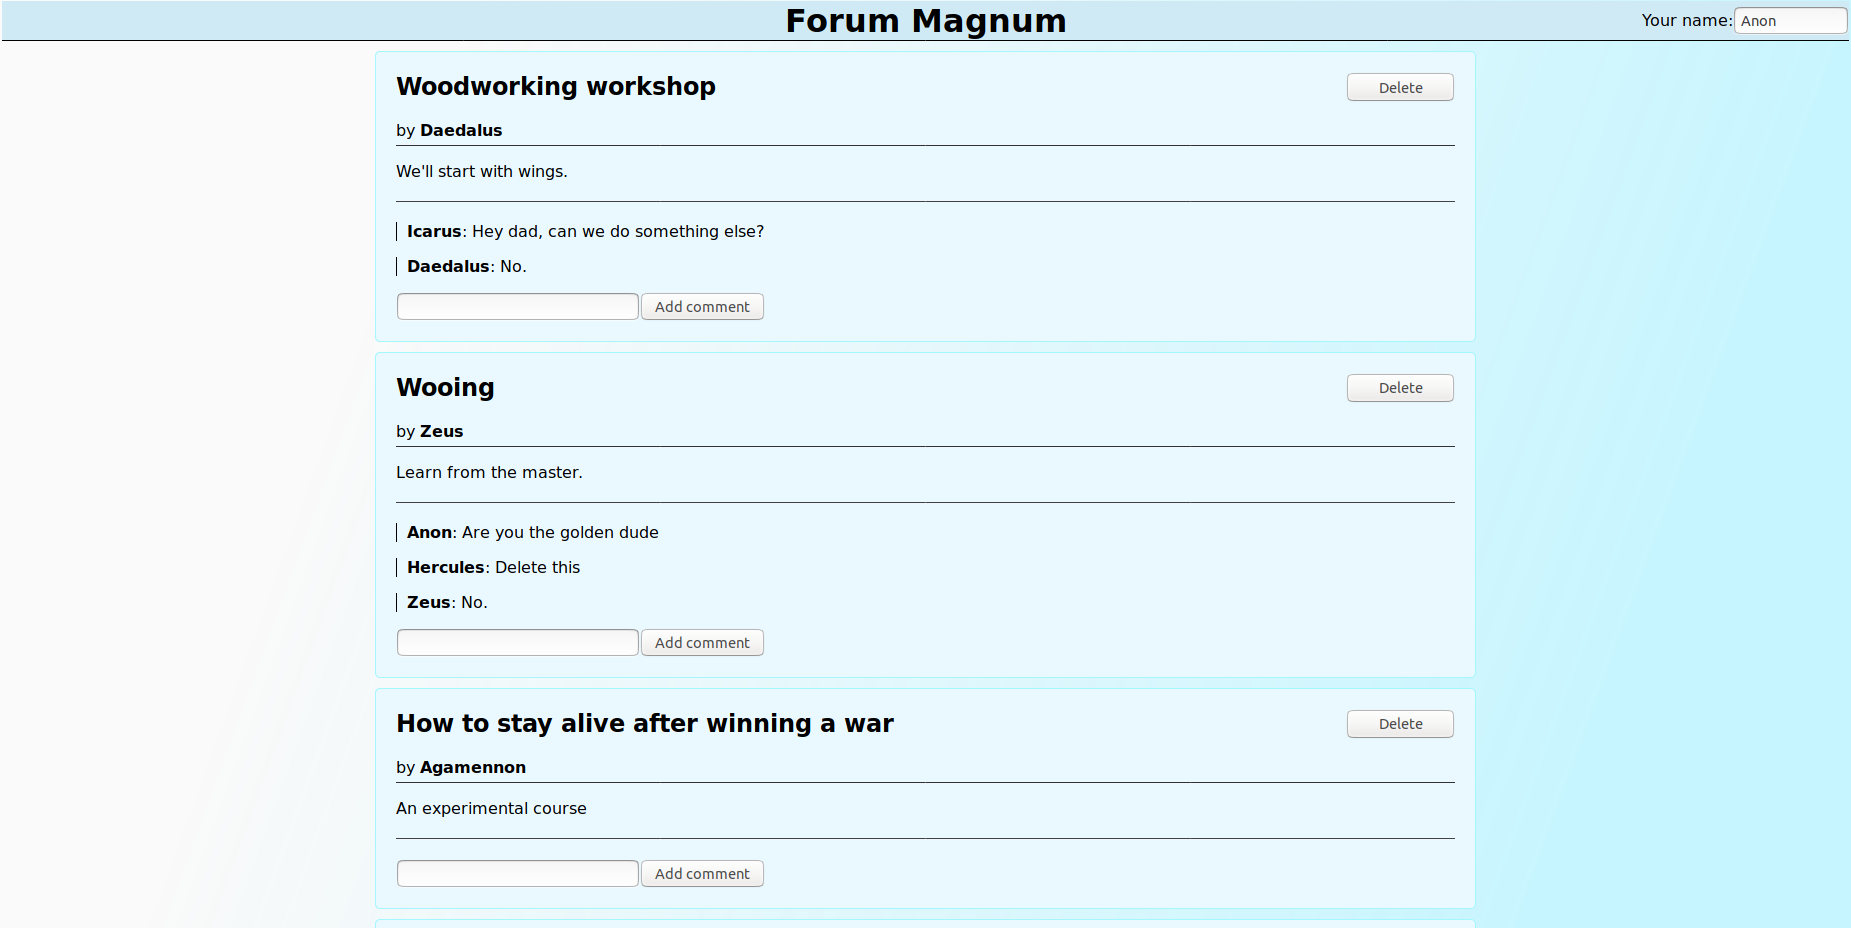 Forum Magnum
Your name: Anon
Woodworking workshop
Delete
by Daedalus
We'll start with wings.
Icarus: Hey dad, can we do something else?
Daedalus: No.
Add comment
Wooing
Delete
by Zeus
Learn from the master.
Anon: Are you the golden dude
Hercules: Delete this
Zeus: No.
Add comment
How to stay alive after winning a war
Delete
by Agamennon
An experimental course
Add comment